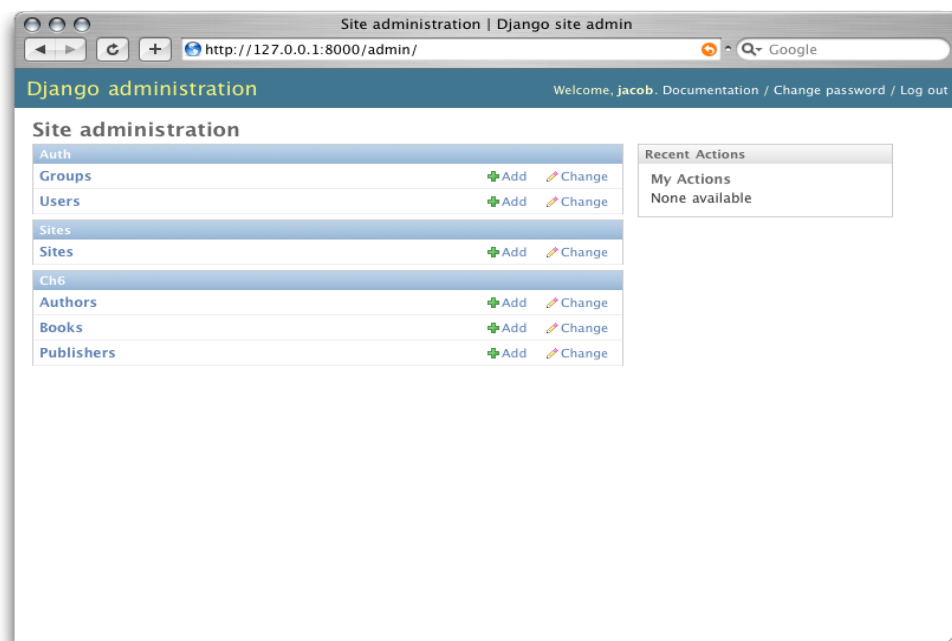 Site administration | Django site admin
http://127.0.0.1:8000/admin/
Google
Django administration
Welcome, jacob. Documentation / Change password / Log out
Site administration
Auth
Groups Add Change
Users Add Change
Sites
Sites Add Change
Ch6
Authors Add Change
Books Add Change
Publishers Add Change
Recent Actions
My Actions
None available